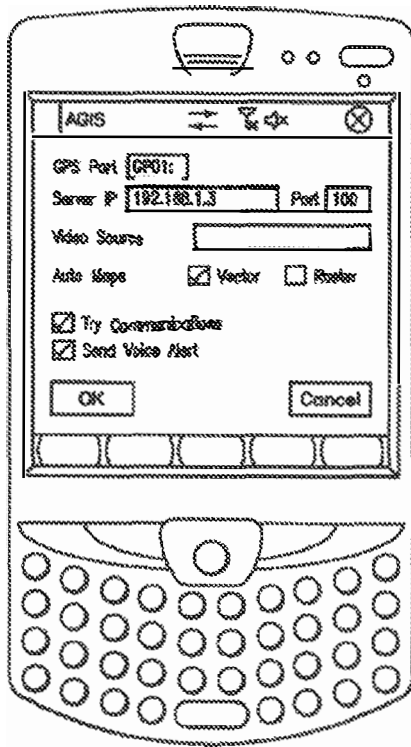 AGIS
GPS Port GPO1:
Server IP 192.168.1.3 Port 100
Video Source
Auto Maps Vector Raster
Try Communications
Send Voice Alert
OK Cancel